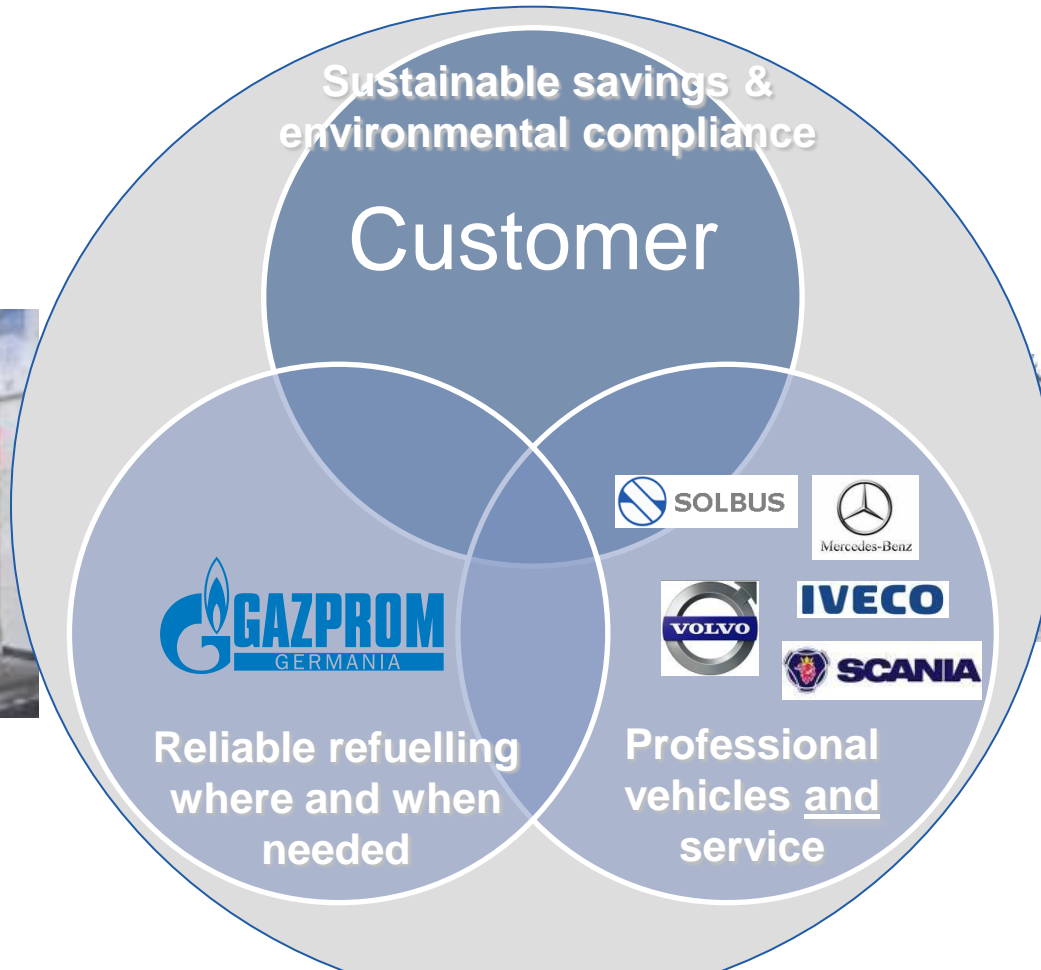 Sustainable savings &
environmental compliance
Customer
SOLBUS
Mercedes-Benz
VOLVO
IVECO
SCANIA
GAZPROM
GERMANIA
Reliable refuelling
where and when
needed
Professional
vehicles and
service